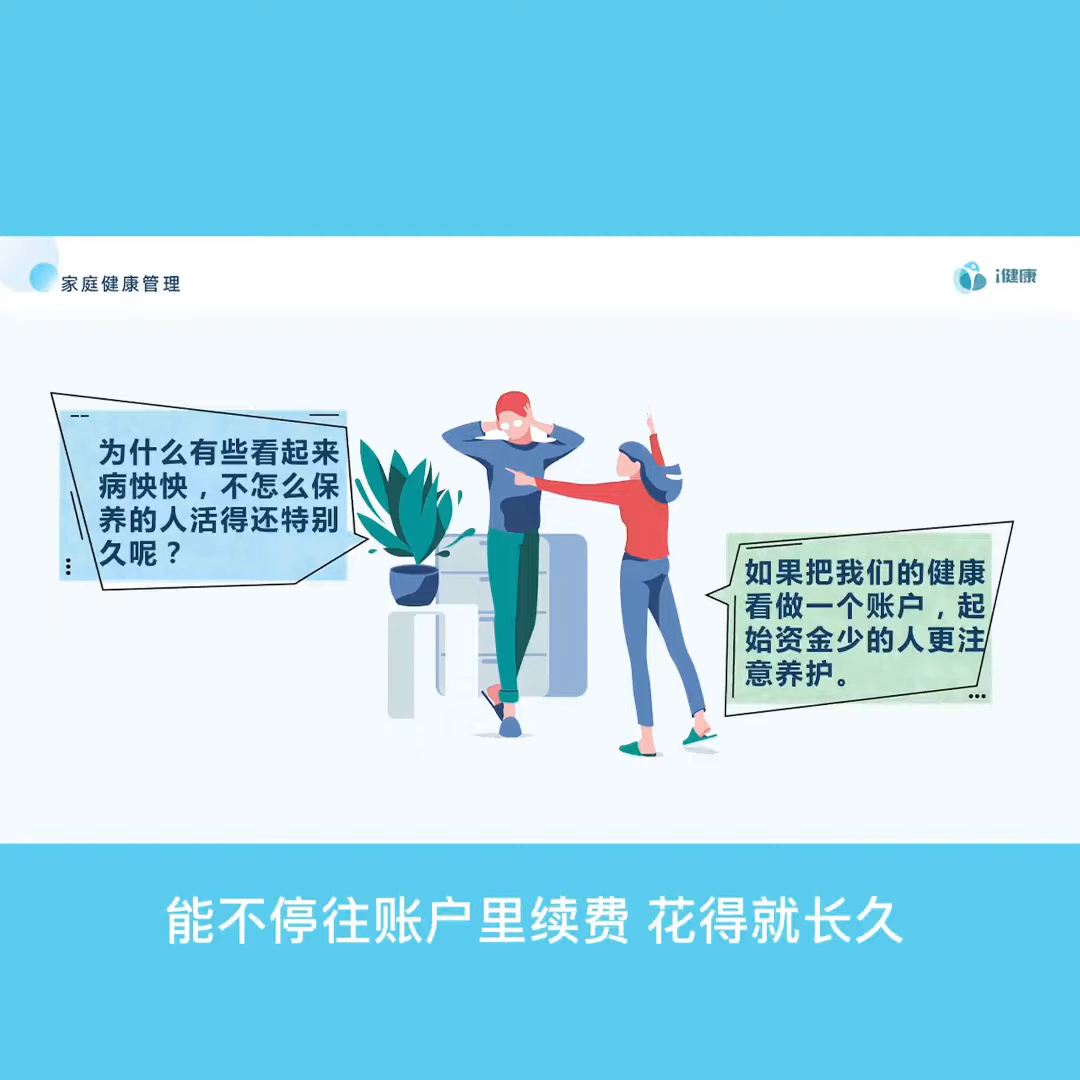 家庭健康管理
i健康
为什么有些看起来
病怏怏，不怎么保
养的人活得还特别
久呢？
如果把我们的健康
看做一个账户，起
始资金少的人更注
意养护。
能不停往账户里续费 花得就长久